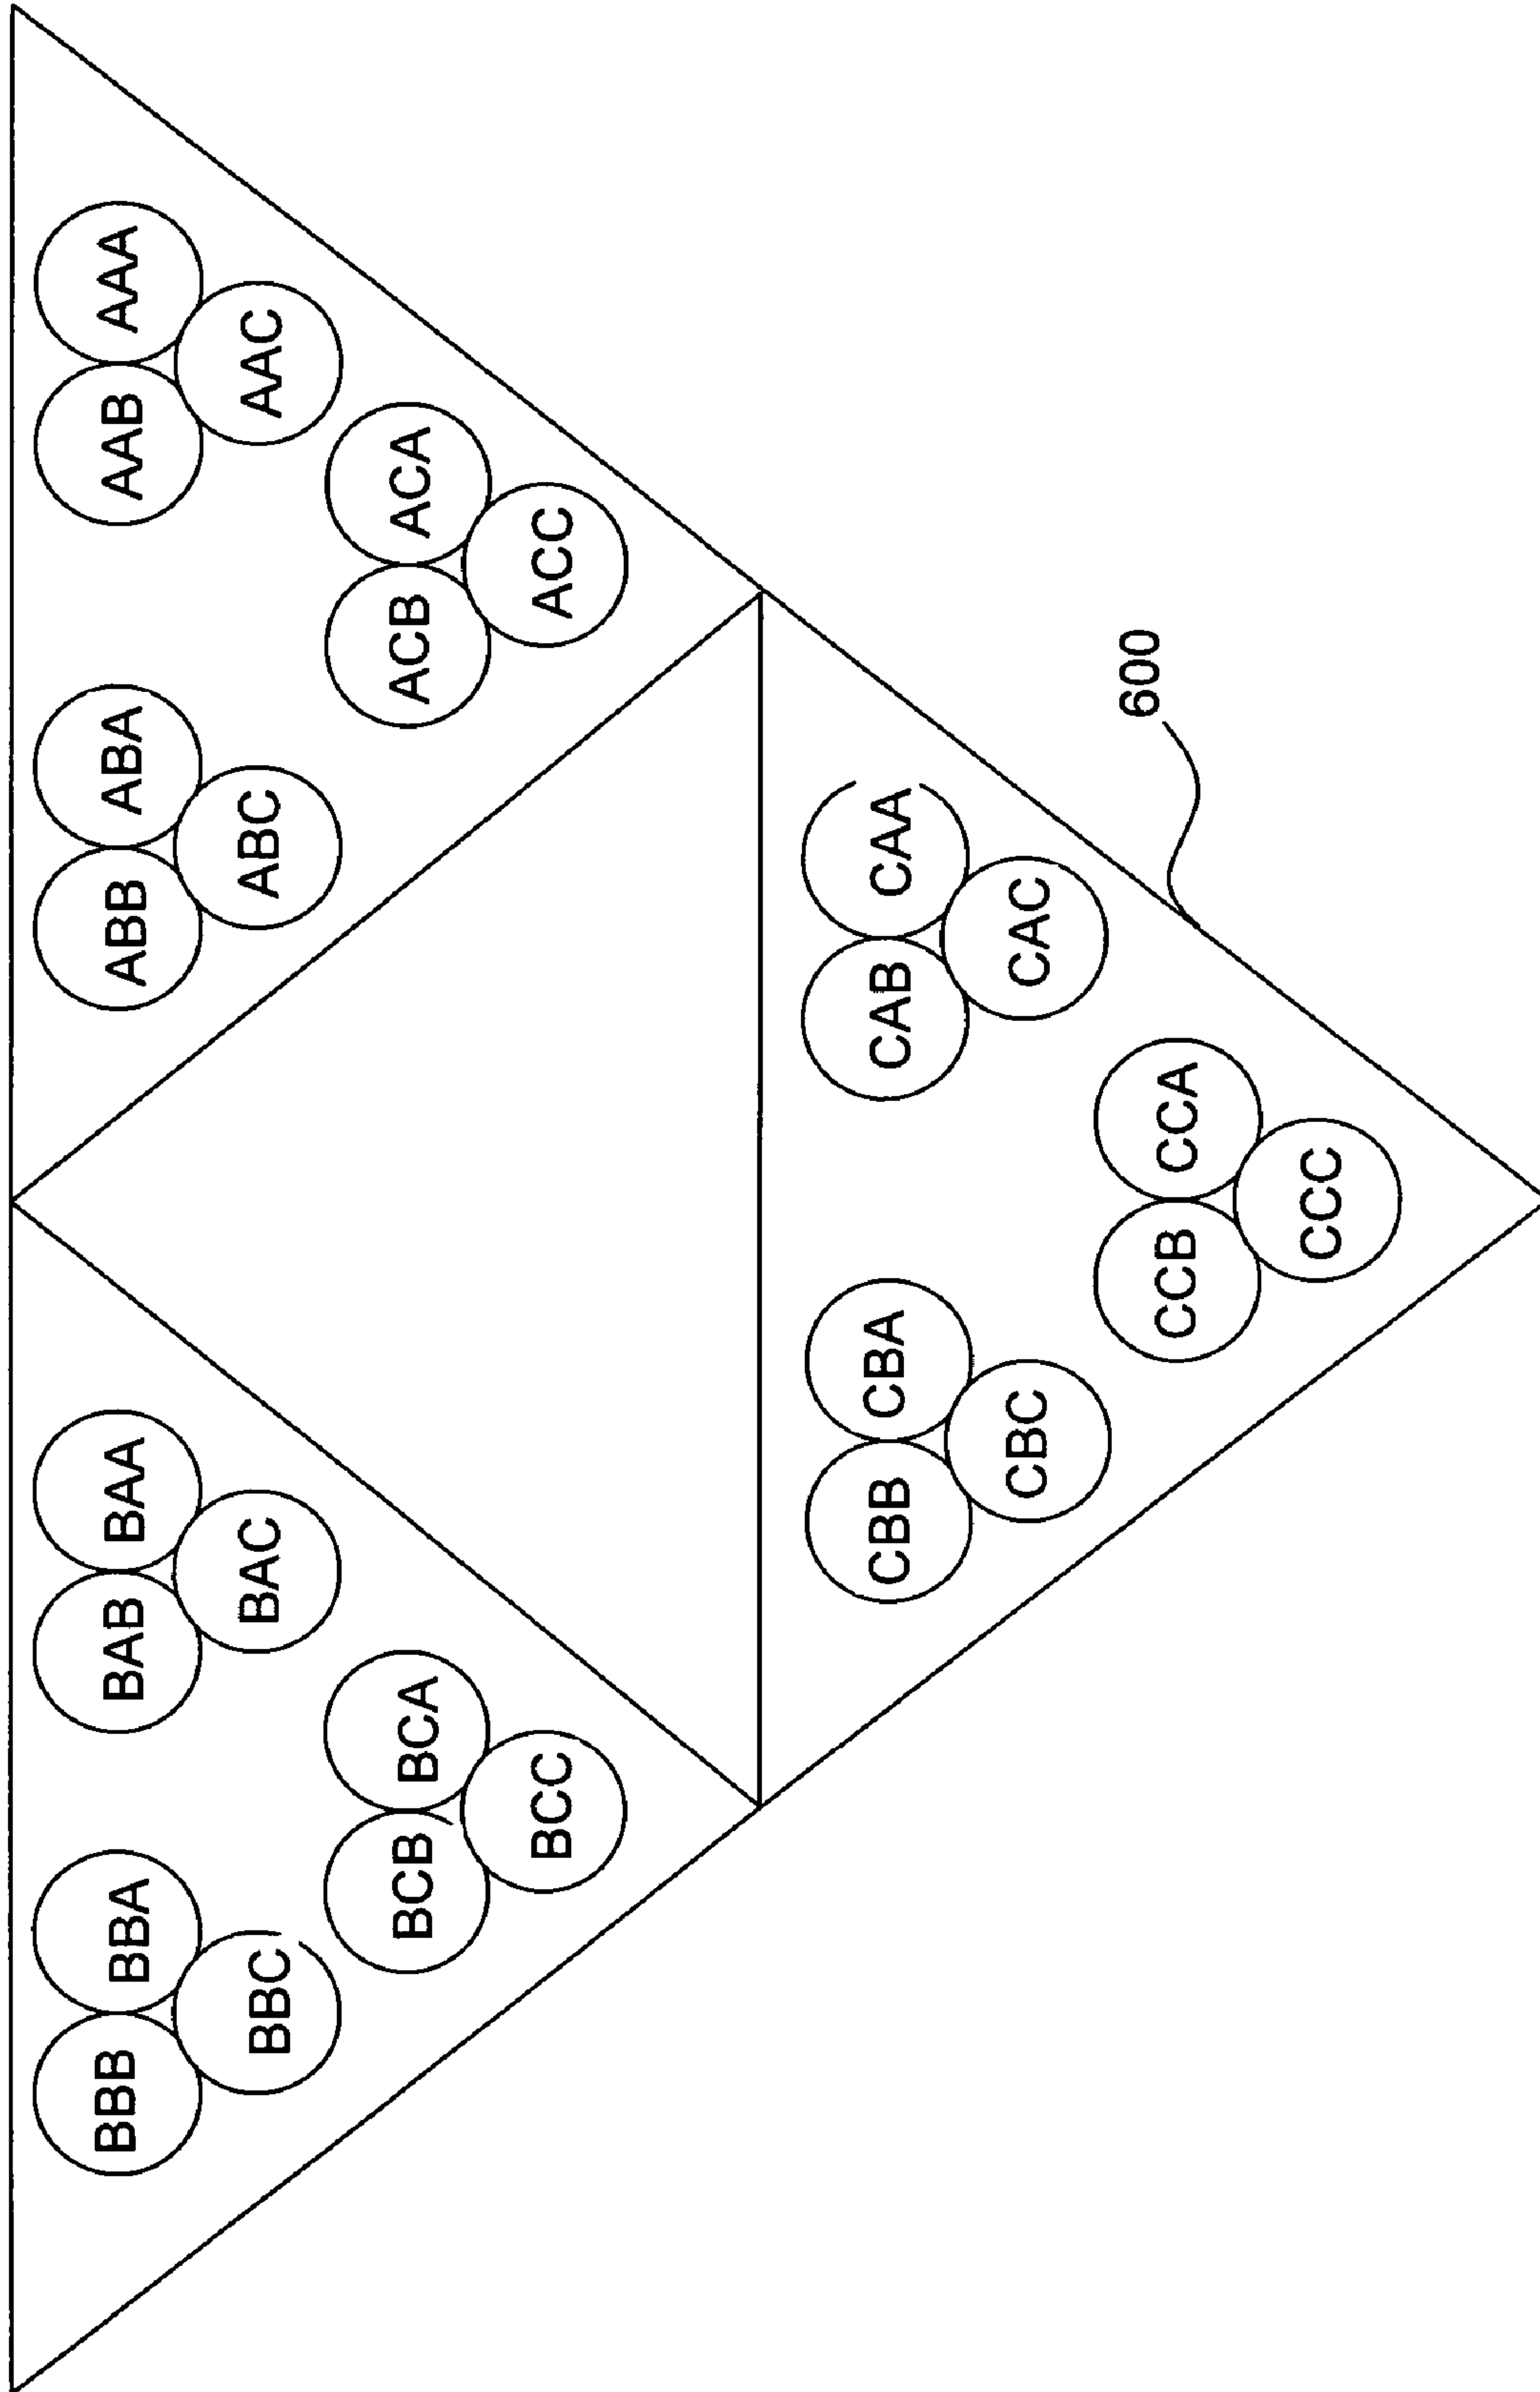 BBB BBA BAB BAA ABB ABA AAB AAA
BBC BAC ABC AAC
BCB BCA ACB ACA
BCC ACC
CBB CBA CAB CAA
CBC CAC
600
CCB CCA
CCC